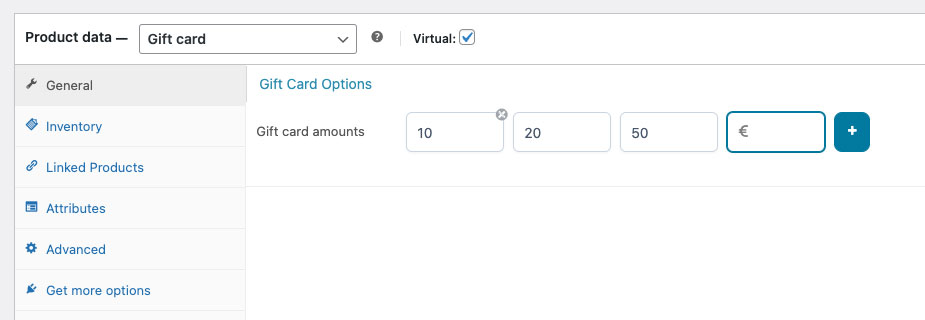 Product data — Gift card ? Virtual:
General
Gift Card Options
Gift card amounts 10 20 50 € +
Inventory
Linked Products
Attributes
Advanced
Get more options